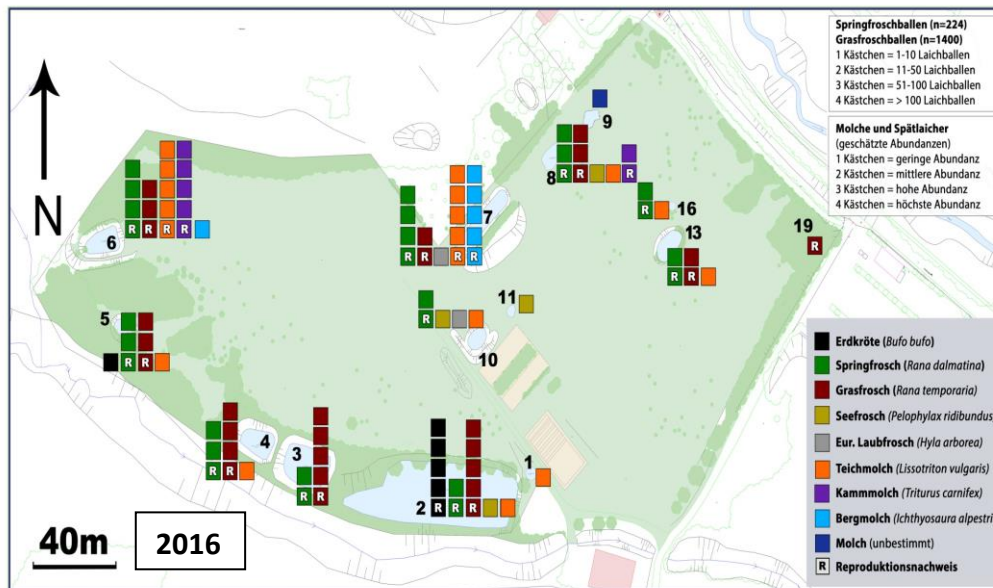 Springfroschballen (n=224)
Grasfroschballen (n=1400)
1 Kästchen = 1-10 Laichballen
2 Kästchen = 11-50 Laichballen
3 Kästchen = 51-100 Laichballen
4 Kästchen = > 100 Laichballen
Molche und Spätlaicher
(geschätzte Abundanzen)
1 Kästchen = geringe Abundanz
2 Kästchen = mittlere Abundanz
3 Kästchen = hohe Abundanz
4 Kästchen = höchste Abundanz
N
9
8
R R R
7
16
R
6
R R R R
13
19
R
R R R R
R R
5
11
R
10
R R
4
3
R R
R R
1
2
R R R
Erdkröte (Bufo bufo)
Springfrosch (Rana dalmatina)
Grasfrosch (Rana temporaria)
Seefrosch (Pelophylax ridibundus)
Eur. Laubfrosch (Hyla arborea)
Teichmolch (Lissotriton vulgaris)
Kammmolch (Triturus carnifex)
Bergmolch (Ichthyosaura alpestri
Molch (unbestimmt)
R Reproduktionsnachweis
40m
2016